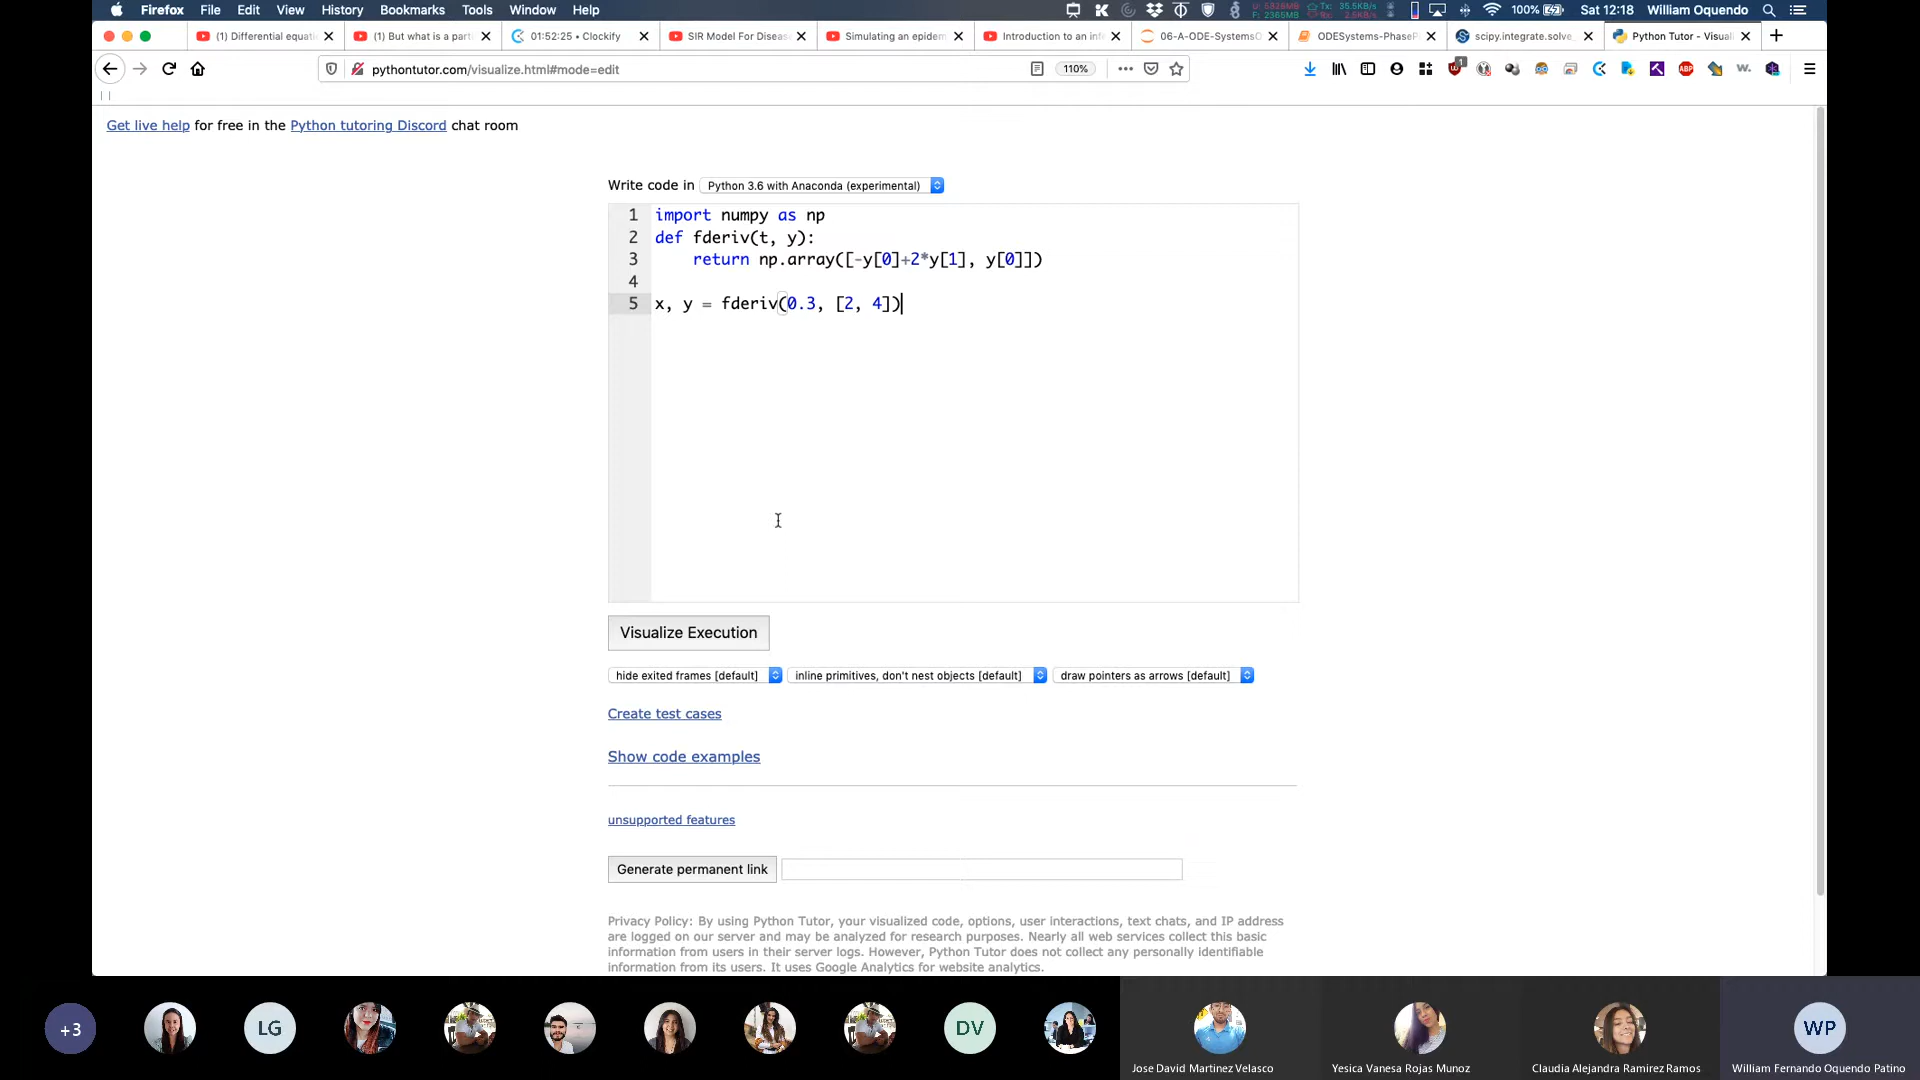 Firefox File Edit View History Bookmarks Tools Window Help 100% Sat 12:18 William Oquendo
(1) Differential equati (1) But what is a parti 01:52:25 • Clockify SIR Model For Diseas Simulating an epidem Introduction to an inf 06-A-ODE-SystemsO ODESystems-PhaseP scipy.integrate.solve_ Python Tutor - Visuali
pythontutor.com/visualize.html#mode=edit 110%
Get live help for free in the Python tutoring Discord chat room
Write code in Python 3.6 with Anaconda (experimental)
1 import numpy as np
2 def fderiv(t, y):
3 return np.array([-y[0]+2*y[1], y[0]])
4
5 x, y = fderiv(0.3, [2, 4])
Visualize Execution
hide exited frames [default] inline primitives, don't nest objects [default] draw pointers as arrows [default]
Create test cases
Show code examples
unsupported features
Generate permanent link
Privacy Policy: By using Python Tutor, your visualized code, options, user interactions, text chats, and IP address
are logged on our server and may be analyzed for research purposes. Nearly all web services collect this basic
information from users in their server logs. However, Python Tutor does not collect any personally identifiable
information from its users. It uses Google Analytics for website analytics.
+3 LG DV WP
Jose David Martinez Velasco Yesica Vanesa Rojas Munoz Claudia Alejandra Ramirez Ramos William Fernando Oquendo Patino